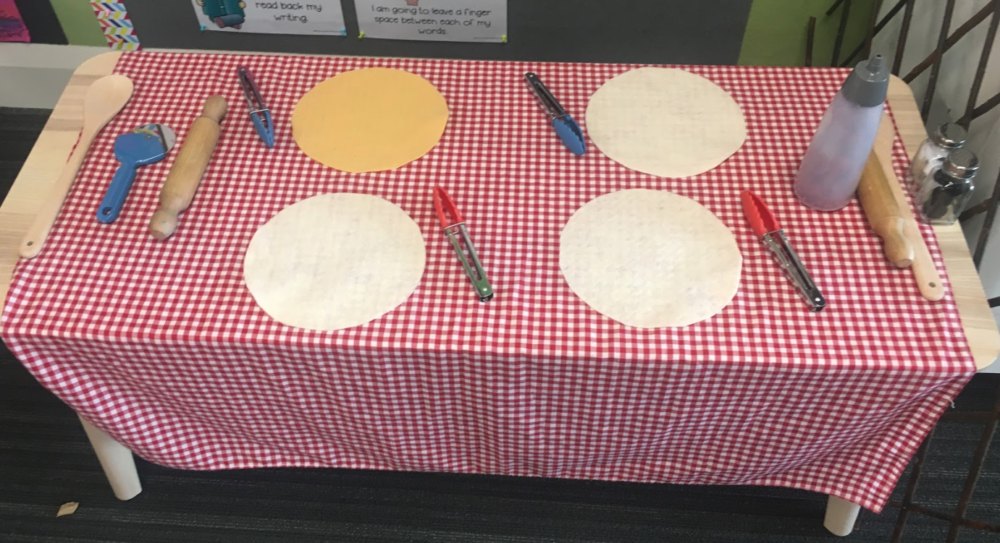 read back my
writing.
I am going to leave a finger
space between each of my
words.